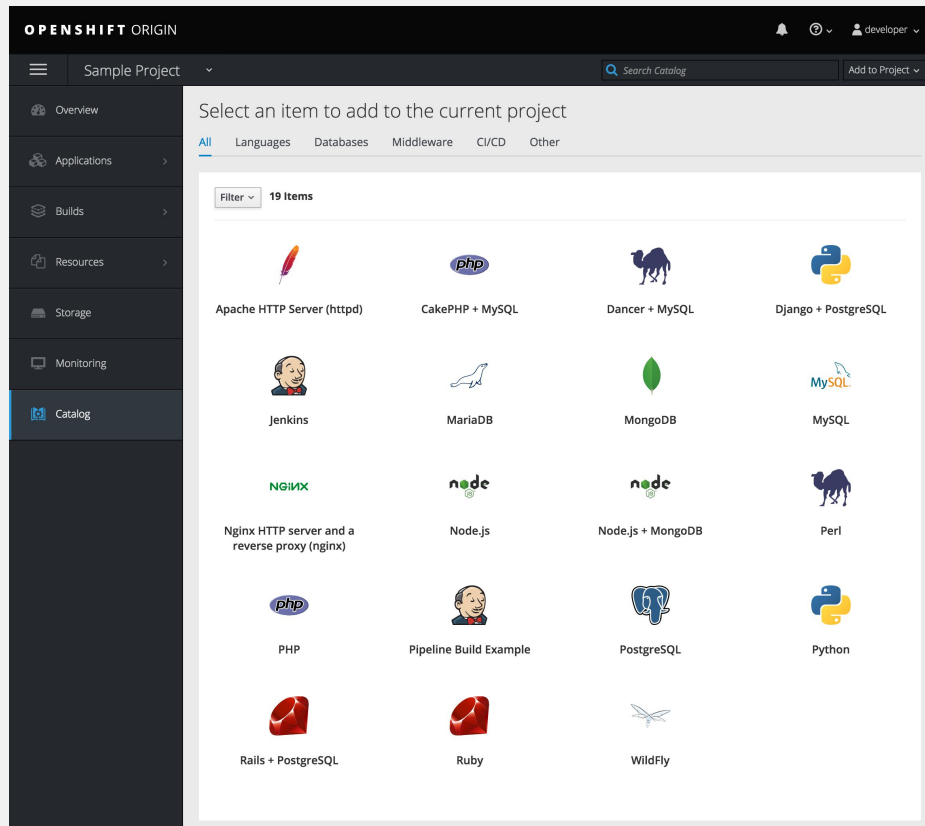 OPENSHIFT ORIGIN
developer
Sample Project
Search Catalog
Add to Project
Overview
Applications
Builds
Resources
Storage
Monitoring
Catalog
Select an item to add to the current project
All Languages Databases Middleware CI/CD Other
Filter 19 Items
php
Apache HTTP Server (httpd) CakePHP + MySQL Dancer + MySQL Django + PostgreSQL
MySQL
Jenkins MariaDB MongoDB MySQL
NGINX node JS node JS
Nginx HTTP server and a Node.js Node.js + MongoDB Perl
reverse proxy (nginx)
php
PHP Pipeline Build Example PostgreSQL Python
Rails + PostgreSQL Ruby WildFly